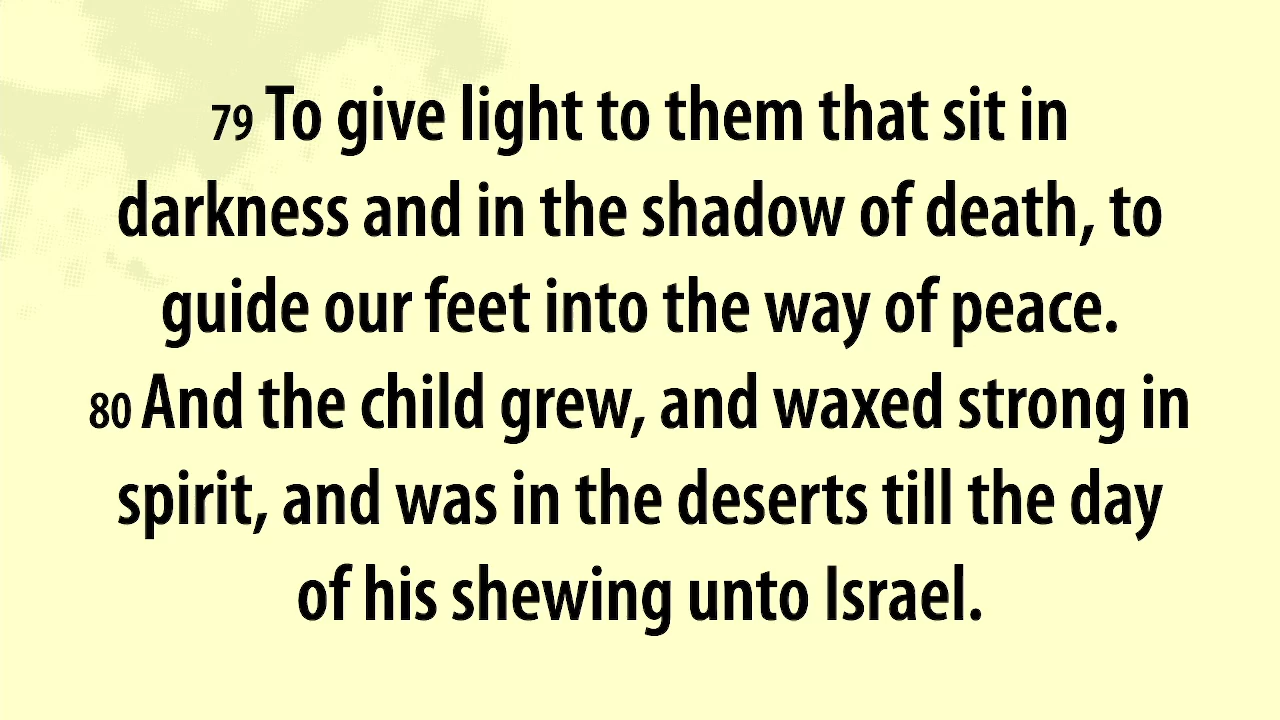 79 To give light to them that sit in
darkness and in the shadow of death, to
guide our feet into the way of peace.
80 And the child grew, and waxed strong in
spirit, and was in the deserts till the day
of his shewing unto Israel.